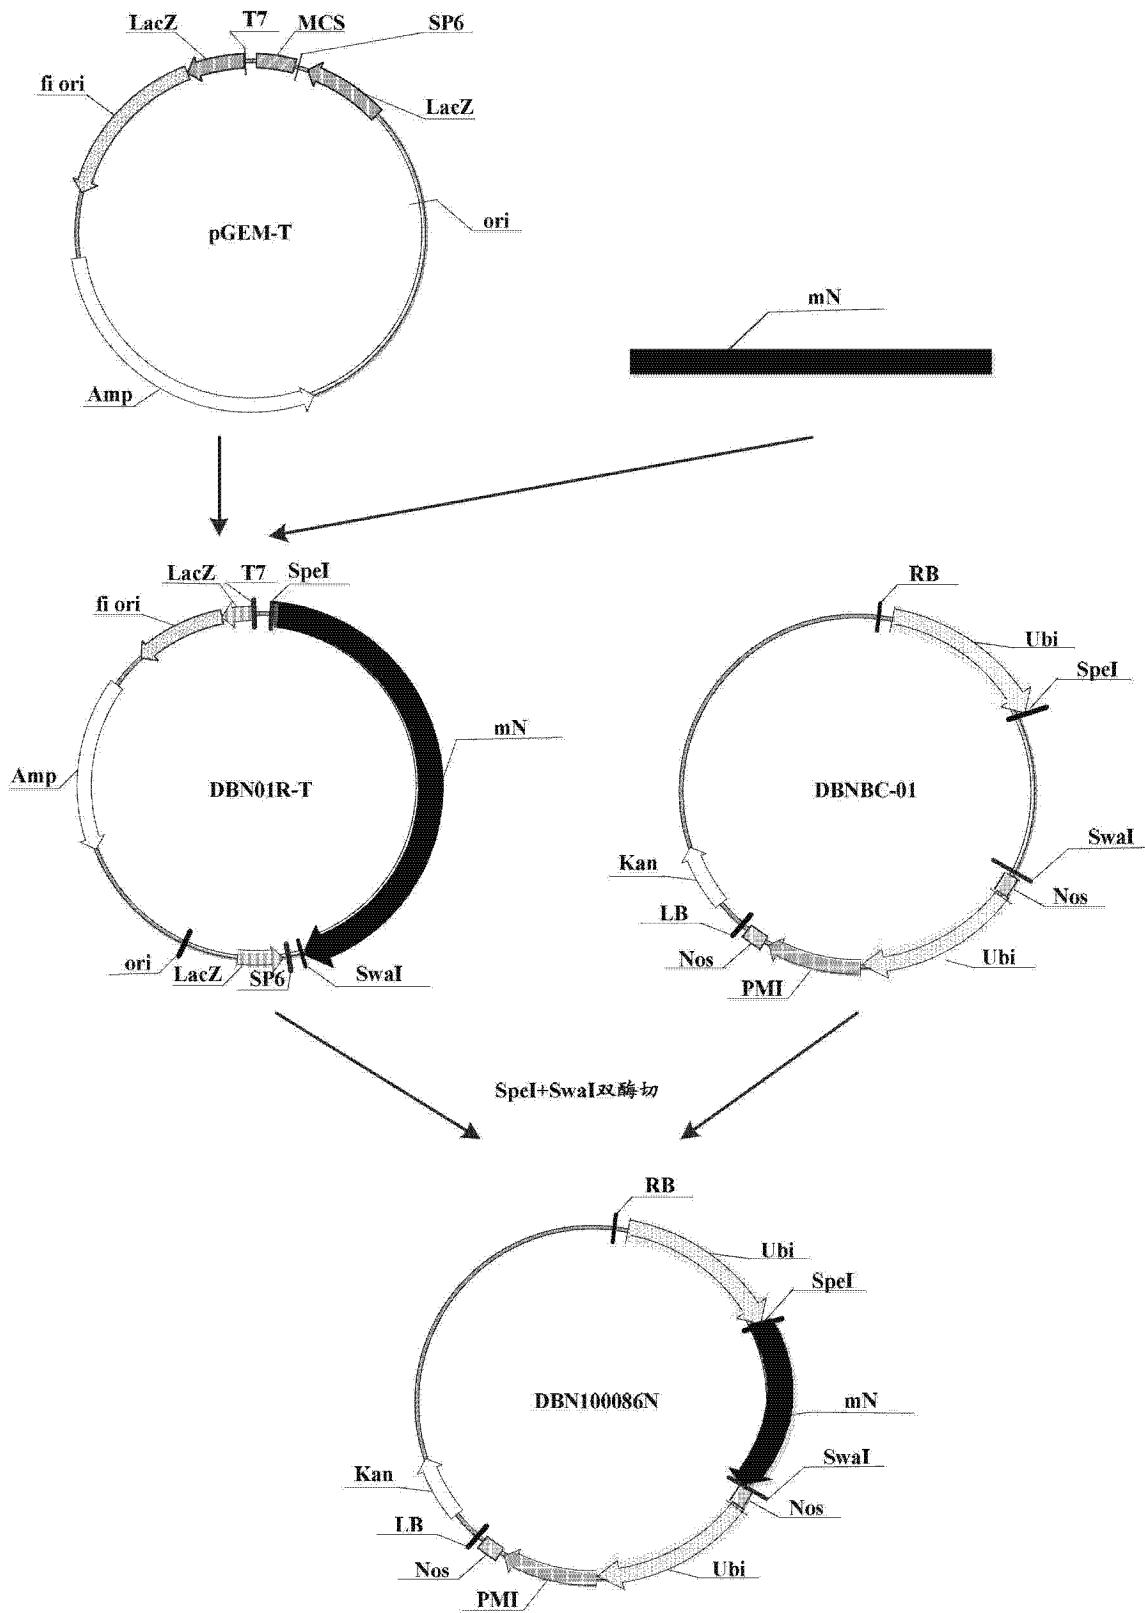 LacZ
T7
MCS
SP6
fi ori
LacZ
ori
pGEM-T
Amp
mN
LacZ
T7
SpeI
fi ori
Amp
DBN01R-T
mN
ori
LacZ
SP6
SwaI
RB
Ubi
SpeI
DBNBC-01
SwaI
Kan
Nos
LB
Nos
PMI
Ubi
SpeI+SwaI双酶切
RB
Ubi
SpeI
DBN100086N
mN
SwaI
Kan
Nos
LB
Nos
PMI
Ubi